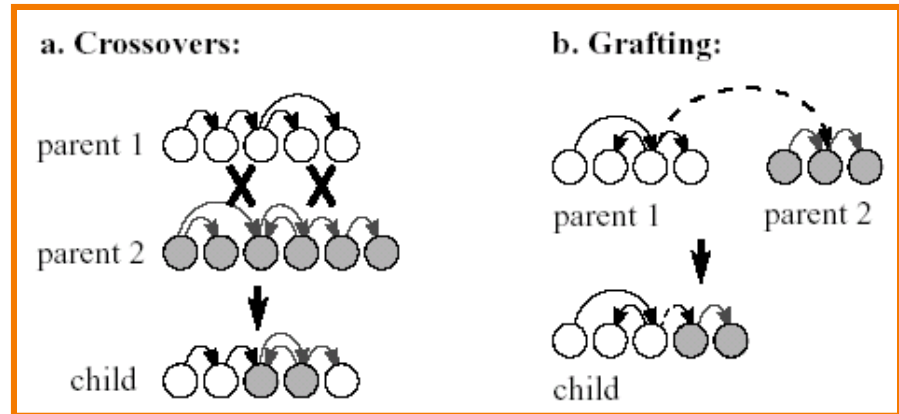 a. Crossovers:
parent 1
parent 2
child
b. Grafting:
parent 1
parent 2
child